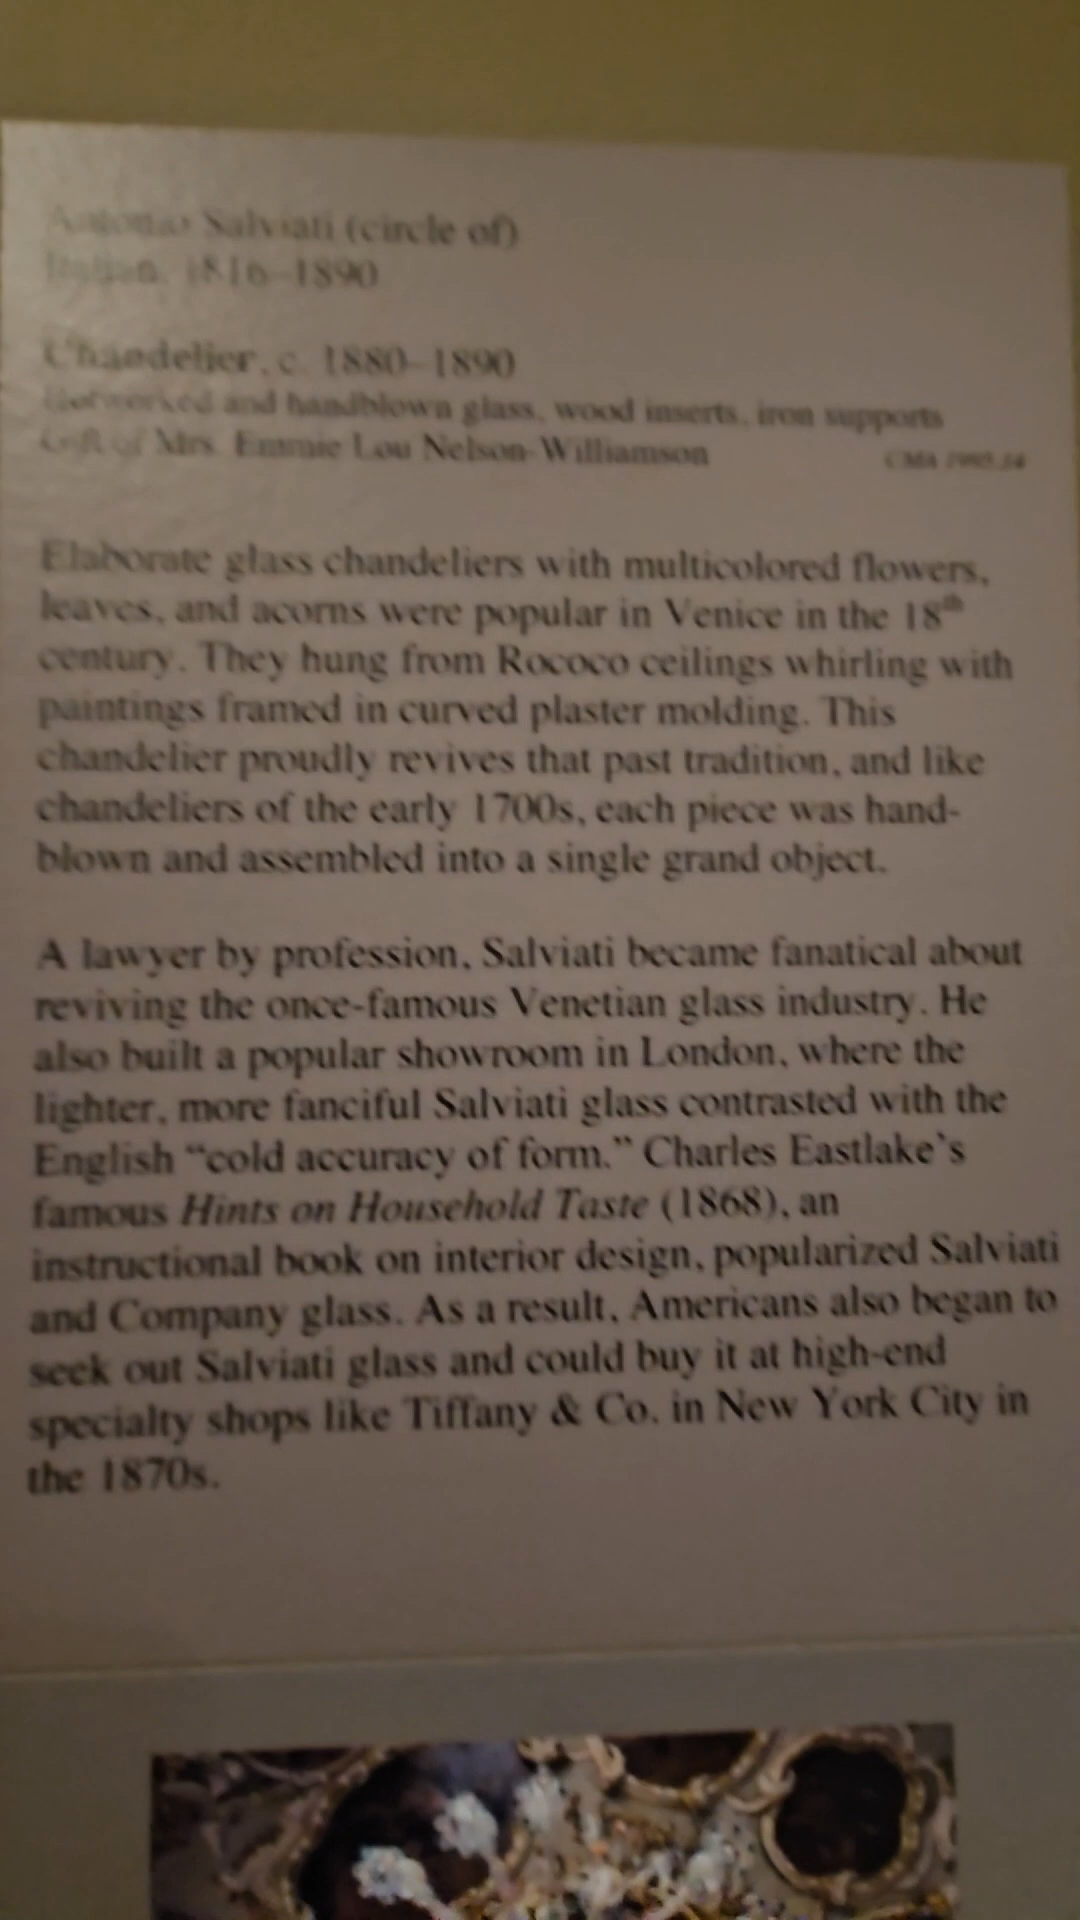 Antonio Salviati (circle of)
Italian, 1816–1890
Chandelier, c. 1880–1890
Hotworked and handblown glass, wood inserts, iron supports
Gift of Mrs. Emmie Lou Nelson-Williamson
CMA
Elaborate glass chandeliers with multicolored flowers,
leaves, and acorns were popular in Venice in the 18th
century. They hung from Rococo ceilings whirling with
paintings framed in curved plaster molding. This
chandelier proudly revives that past tradition, and like
chandeliers of the early 1700s, each piece was hand-
blown and assembled into a single grand object.
A lawyer by profession, Salviati became fanatical about
reviving the once-famous Venetian glass industry. He
also built a popular showroom in London, where the
lighter, more fanciful Salviati glass contrasted with the
English “cold accuracy of form.” Charles Eastlake’s
famous Hints on Household Taste (1868), an
instructional book on interior design, popularized Salviati
and Company glass. As a result, Americans also began to
seek out Salviati glass and could buy it at high-end
specialty shops like Tiffany & Co. in New York City in
the 1870s.